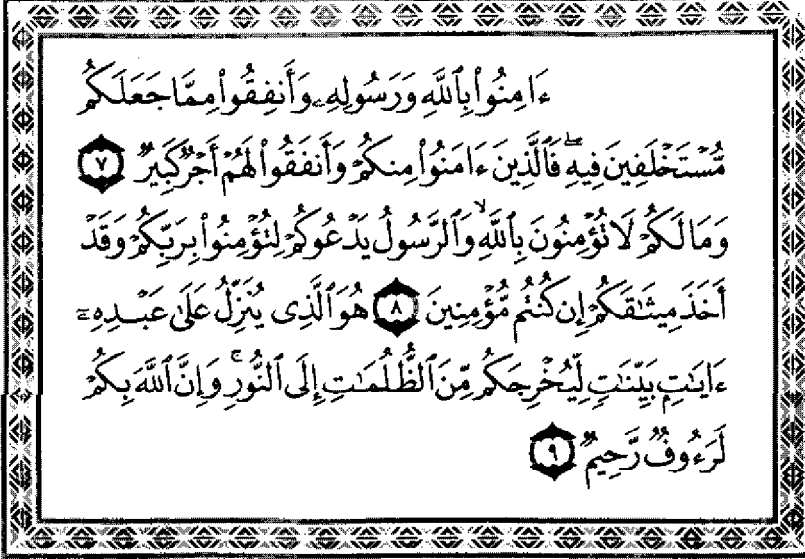 ءَامِنُوا۟ بِٱللَّهِ وَرَسُولِهِۦ وَأَنفِقُوا۟ مِمَّا جَعَلَكُم
مُّسْتَخْلَفِينَ فِيهِ ۖ فَٱلَّذِينَ ءَامَنُوا۟ مِنكُمْ وَأَنفَقُوا۟ لَهُمْ أَجْرٌ كَبِيرٌ ٧
وَمَا لَكُمْ لَا تُؤْمِنُونَ بِٱللَّهِ ۙ وَٱلرَّسُولُ يَدْعُوكُمْ لِتُؤْمِنُوا۟ بِرَبِّكُمْ وَقَدْ
أَخَذَ مِيثَٰقَكُمْ إِن كُنتُم مُّؤْمِنِينَ ٨ هُوَ ٱلَّذِى يُنَزِّلُ عَلَىٰ عَبْدِهِۦٓ
ءَايَٰتٍۭ بَيِّنَٰتٍ لِّيُخْرِجَكُم مِّنَ ٱلظُّلُمَٰتِ إِلَى ٱلنُّورِ ۚ وَإِنَّ ٱللَّهَ بِكُمْ
لَرَءُوفٌ رَّحِيمٌ ٩